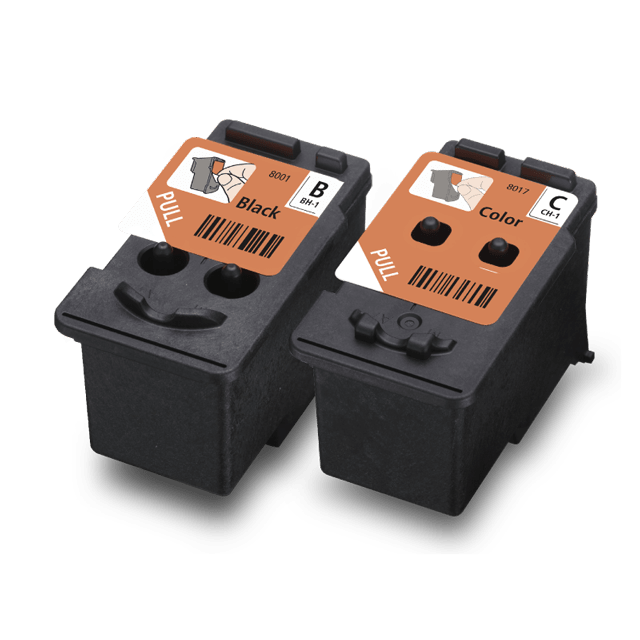 8001
B
BH-1
Black
PULL
8017
C
CH-1
Color
PULL